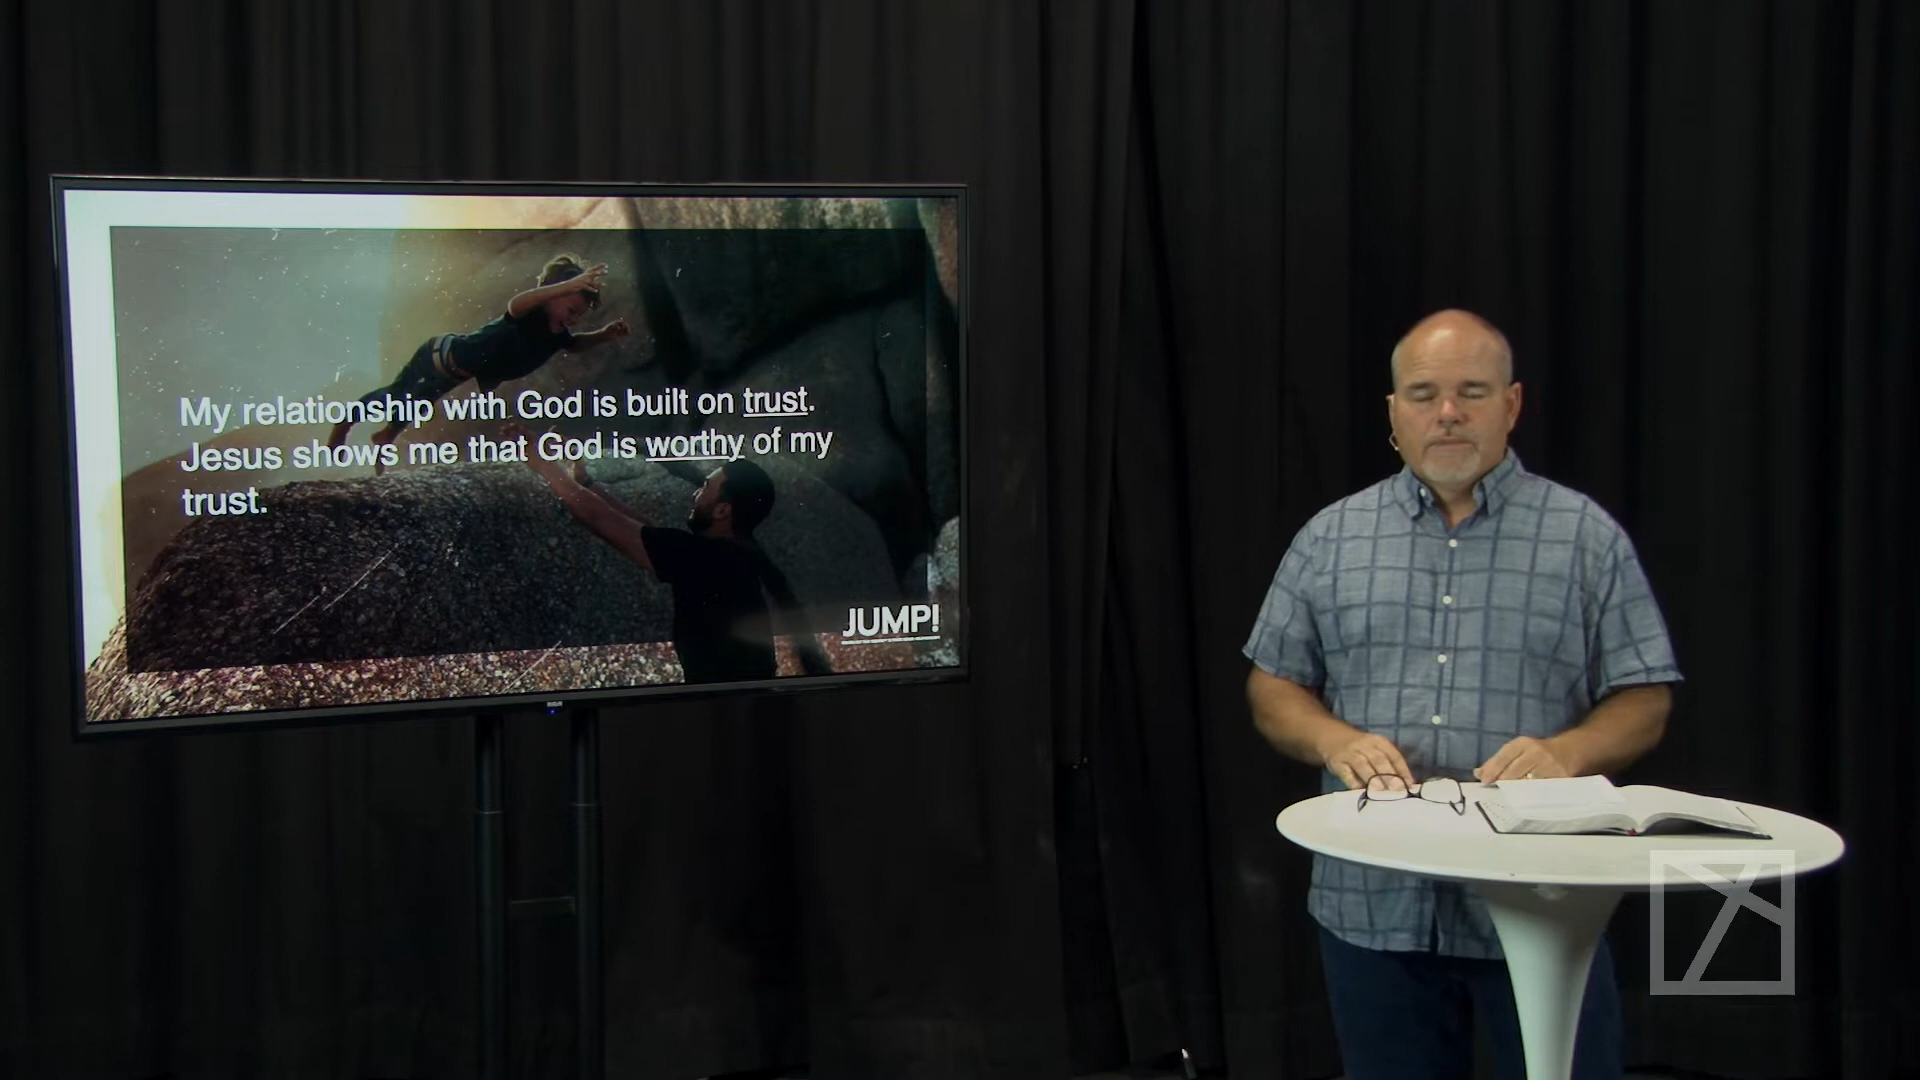 My relationship with God is built on trust.
Jesus shows me that God is worthy of my
trust.
JUMP!